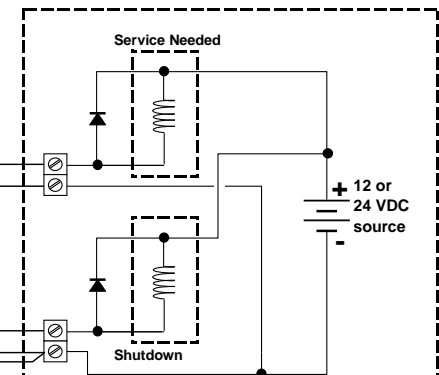 Service Needed
+ 12 or
24 VDC
source
-
Shutdown